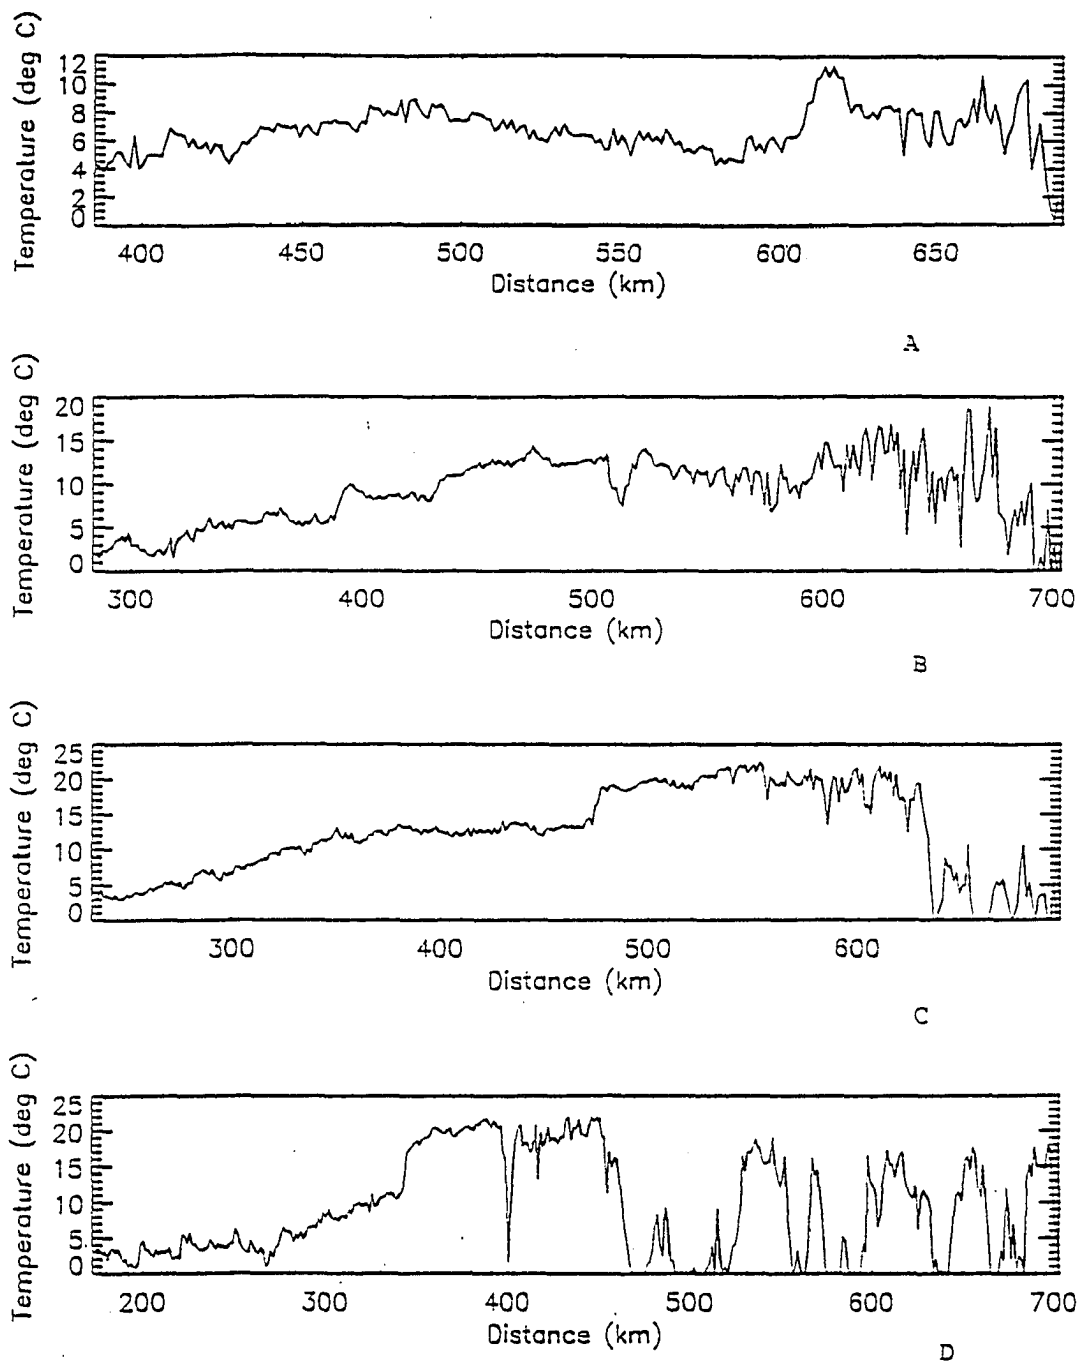 Temperature (deg C)
12
10
8
6
4
2
0
400 450 500 550 600 650
Distance (km)
A
Temperature (deg C)
20
15
10
5
0
300 400 500 600 700
Distance (km)
B
Temperature (deg C)
25
20
15
10
5
0
300 400 500 600
Distance (km)
C
Temperature (deg C)
25
20
15
10
5
0
200 300 400 500 600 700
Distance (km)
D